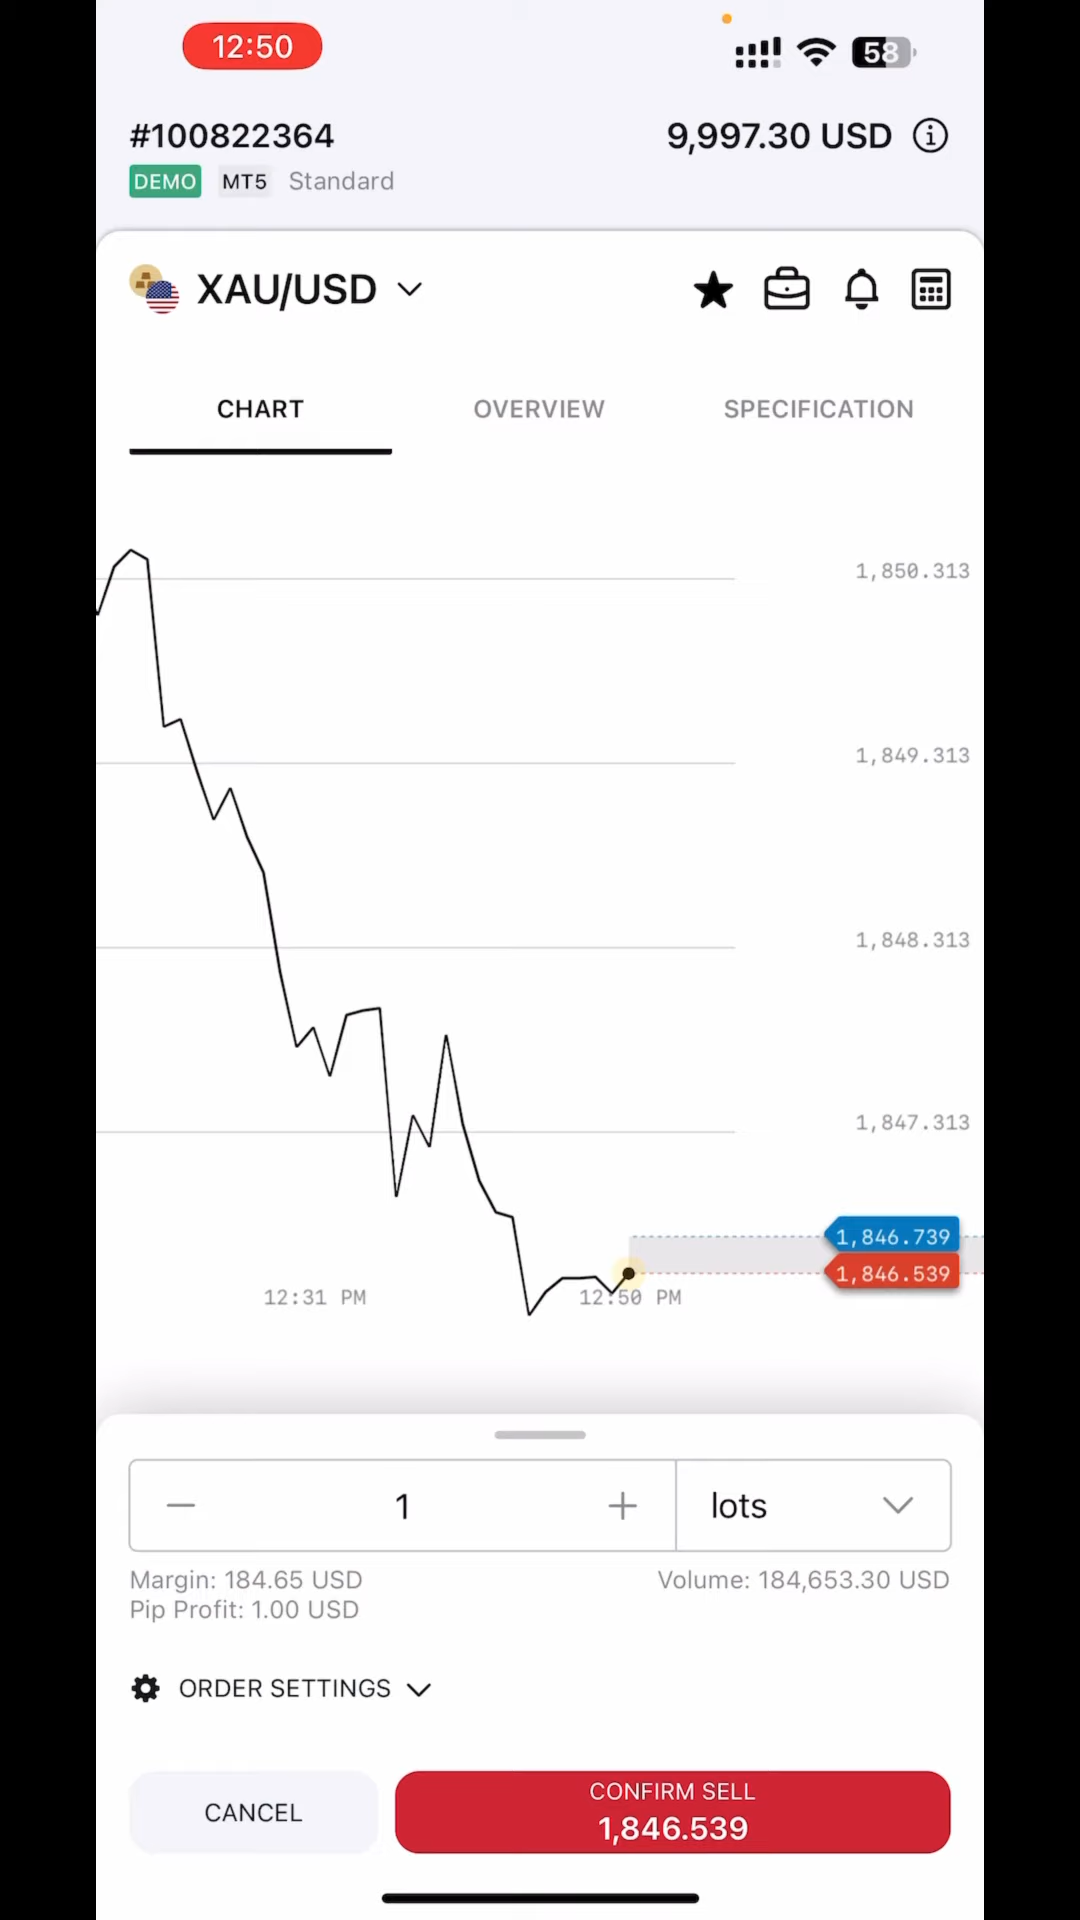 12:50
58
#100822364
9,997.30 USD
DEMO MT5 Standard
XAU/USD
CHART OVERVIEW SPECIFICATION
1,850.313
1,849.313
1,848.313
1,847.313
1,846.739
1,846.539
12:31 PM 12:50 PM
1 lots
Margin: 184.65 USD
Volume: 184,653.30 USD
Pip Profit: 1.00 USD
ORDER SETTINGS
CANCEL
CONFIRM SELL
1,846.539